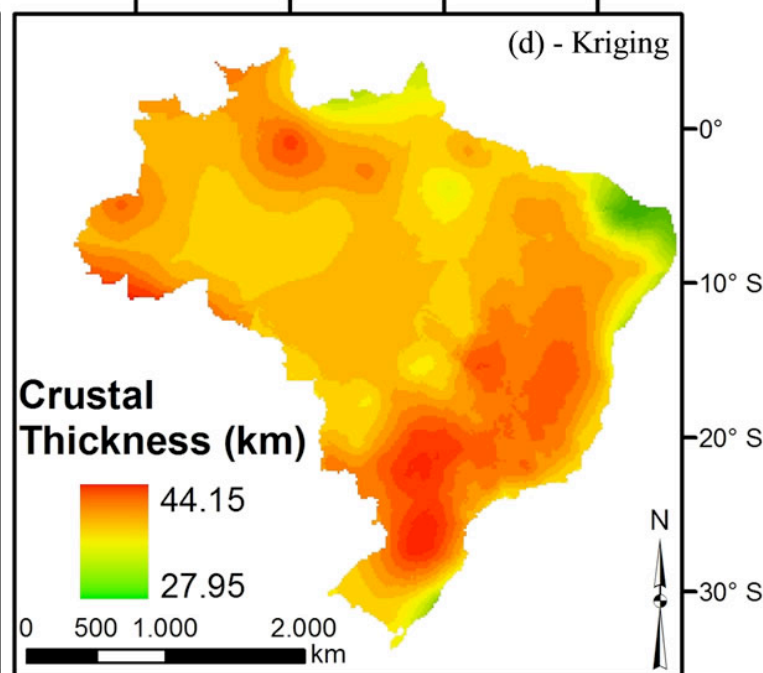 (d) - Kriging
0°
10° S
Crustal
Thickness (km)
44.15
27.95
20° S
N
30° S
0 500 1.000 2.000
km